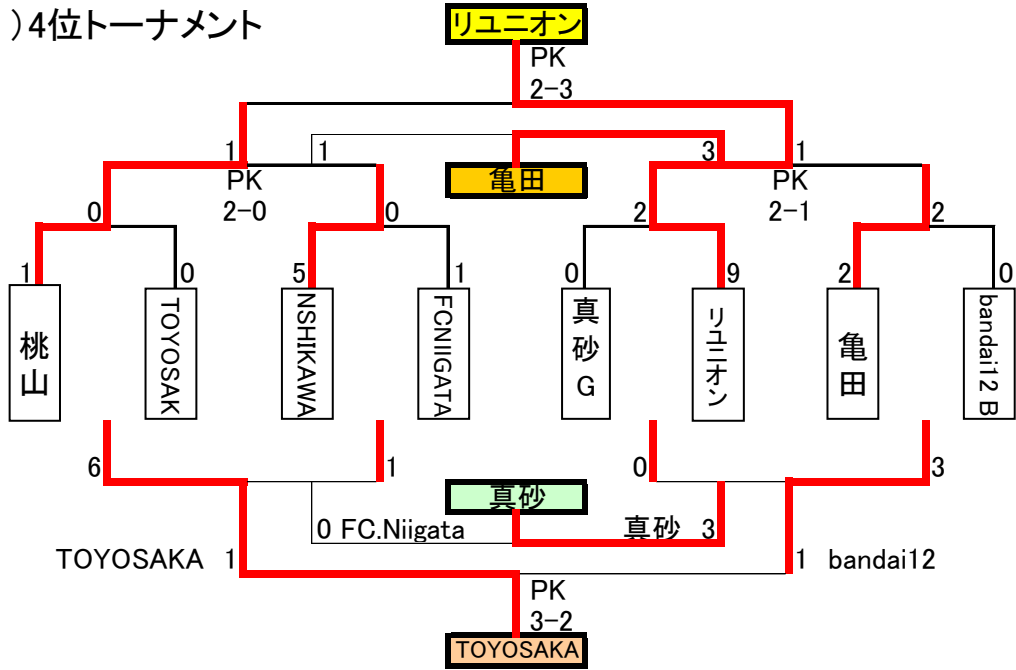 )4位トーナメント
リユニオン
PK
2-3
1
1
3
1
亀田
PK
2-0
PK
2-1
0
0
2
2
1
0
5
1
0
9
2
0
桃山
TOYOSAK
NSHIKAWA
FCNIIGATA
真砂G
リユニオン
亀田
bandai12 B
6
1
0
3
真砂
0 FC.Niigata
真砂 3
TOYOSAKA 1
1 bandai12
PK
3-2
TOYOSAKA